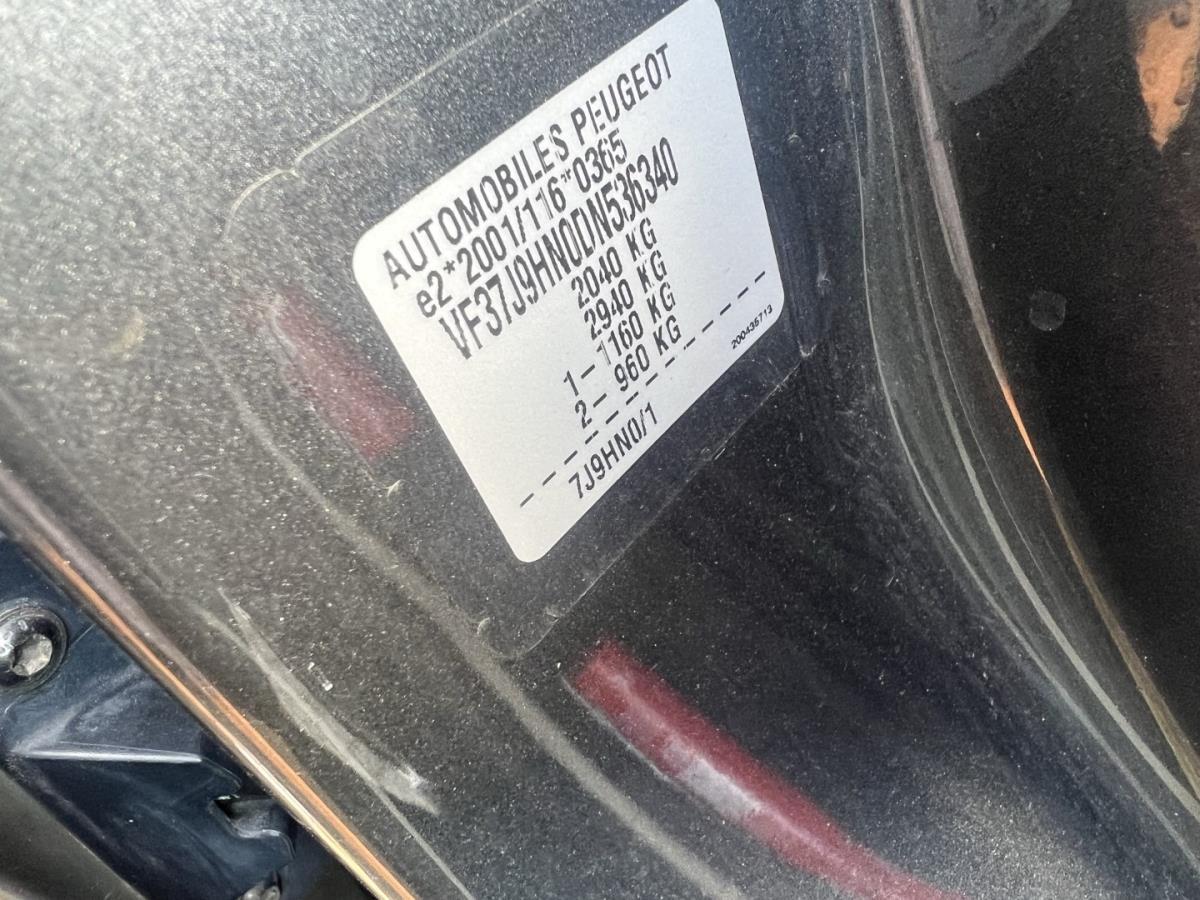 AUTOMOBILES PEUGEOT
e2*2001/116*0365
VF37J9HN0DN536340
2040 KG
2940 KG
1- 1160 KG
2- 960 KG
7J9HN0/1
200435713